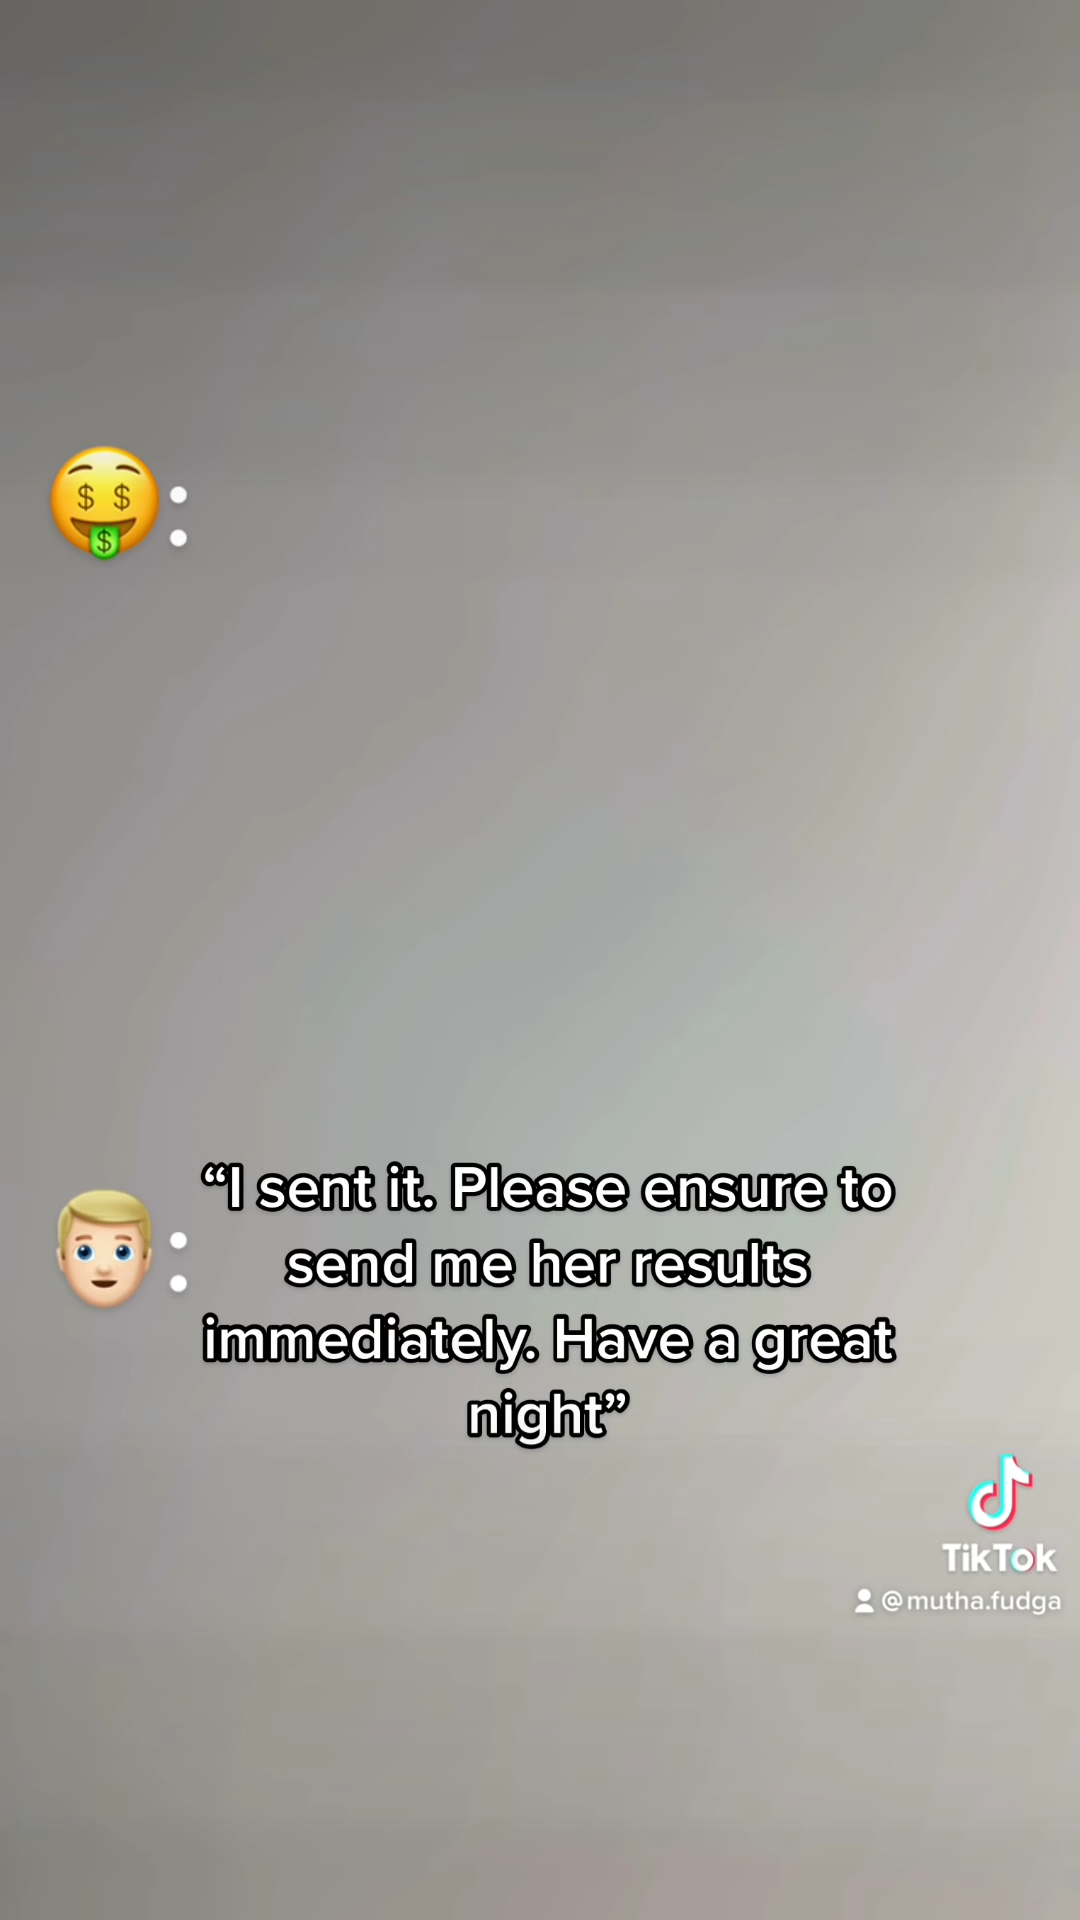 $ $
$
:
“I sent it. Please ensure to
: send me her results
immediately. Have a great
night”
TikTok
@mutha.fudga